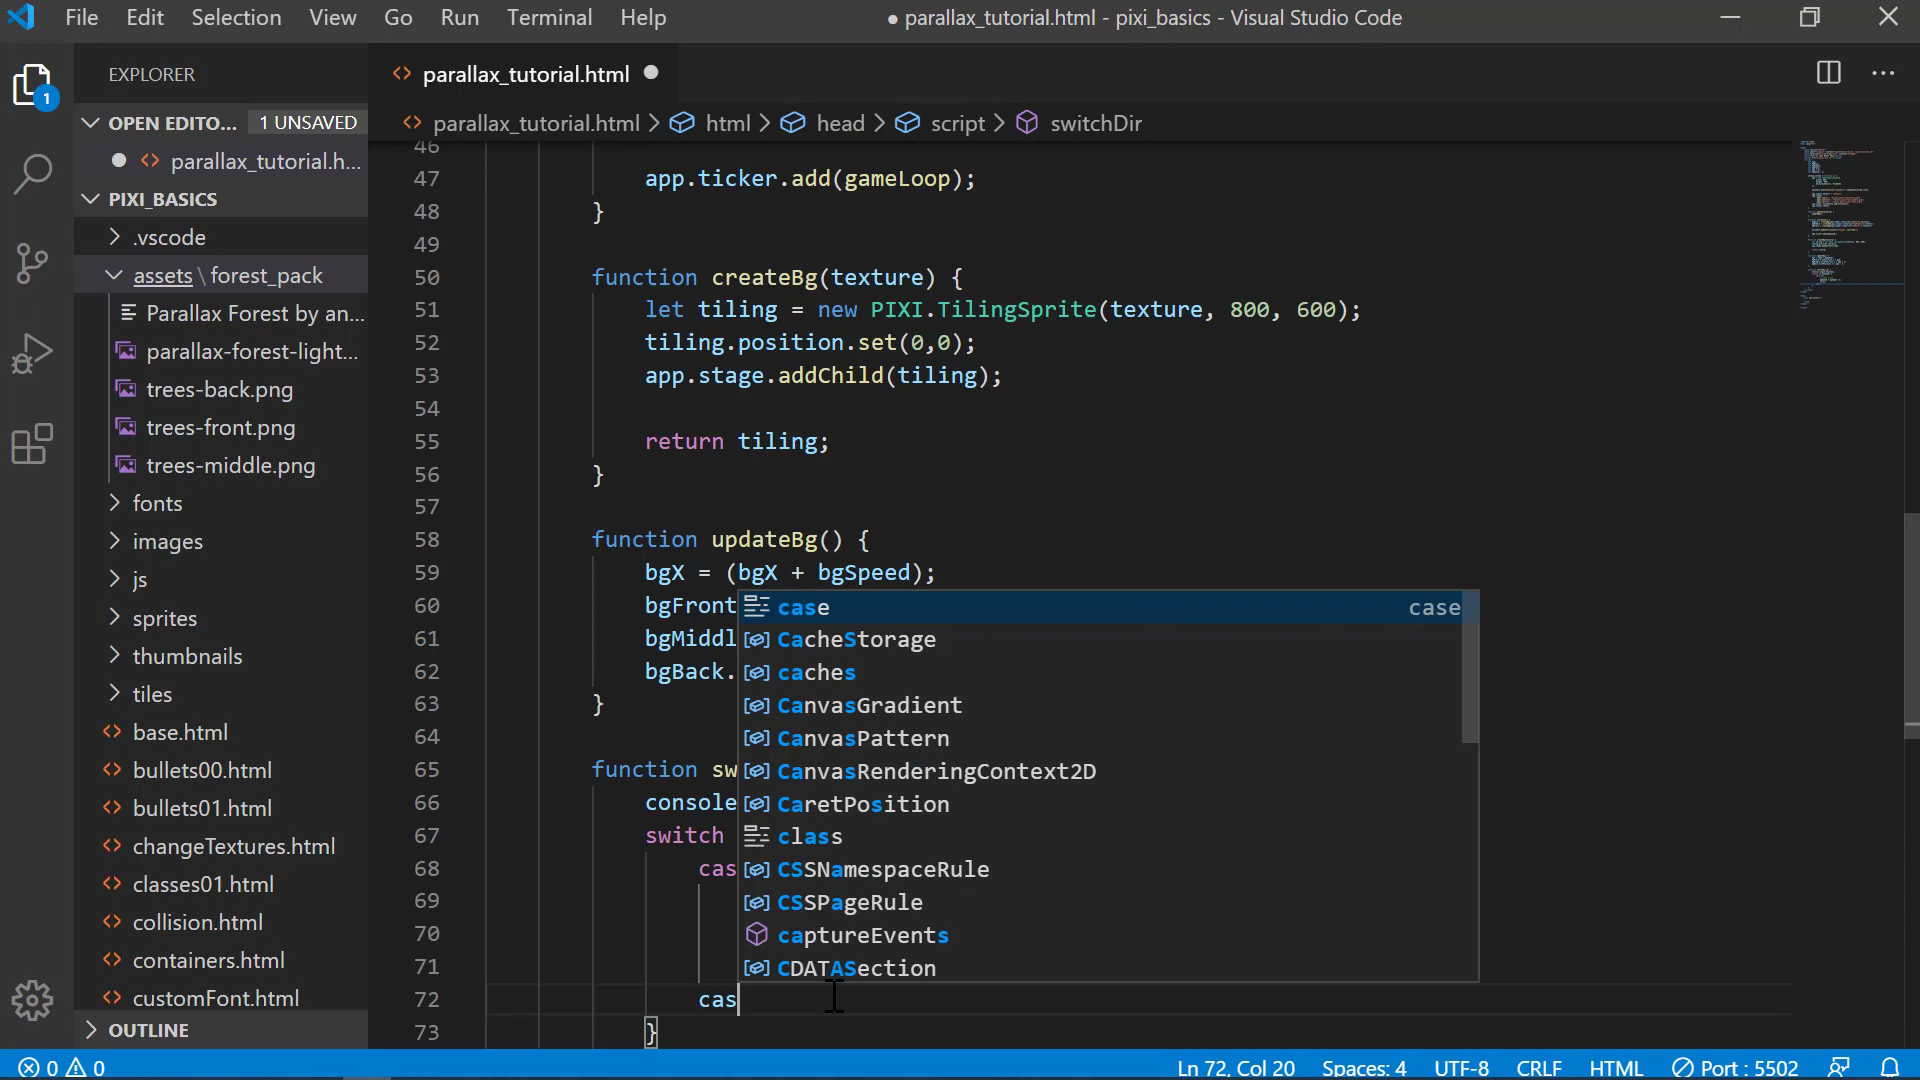 File Edit Selection View Go Run Terminal Help ● parallax_tutorial.html - pixi_basics - Visual Studio Code
EXPLORER
OPEN EDITO... 1 UNSAVED
parallax_tutorial.h...
PIXI_BASICS
.vscode
assets \ forest_pack
Parallax Forest by an...
parallax-forest-light...
trees-back.png
trees-front.png
trees-middle.png
fonts
images
js
sprites
thumbnails
tiles
base.html
bullets00.html
bullets01.html
changeTextures.html
classes01.html
collision.html
containers.html
customFont.html
OUTLINE
parallax_tutorial.html
parallax_tutorial.html > html > head > script > switchDir
46
47 app.ticker.add(gameLoop);
48 }
49
50 function createBg(texture) {
51 let tiling = new PIXI.TilingSprite(texture, 800, 600);
52 tiling.position.set(0,0);
53 app.stage.addChild(tiling);
54
55 return tiling;
56 }
57
58 function updateBg() {
59 bgX = (bgX + bgSpeed);
60 bgFront
61 bgMiddl
62 bgBack.
63 }
64
65 function sw
66 console
67 switch
68 cas
69
70
71
72 cas
73 }
case case
CacheStorage
caches
CanvasGradient
CanvasPattern
CanvasRenderingContext2D
CaretPosition
class
CSSNamespaceRule
CSSPageRule
captureEvents
CDATASection
1
0 0 Ln 72, Col 20 Spaces: 4 UTF-8 CRLF HTML Port : 5502